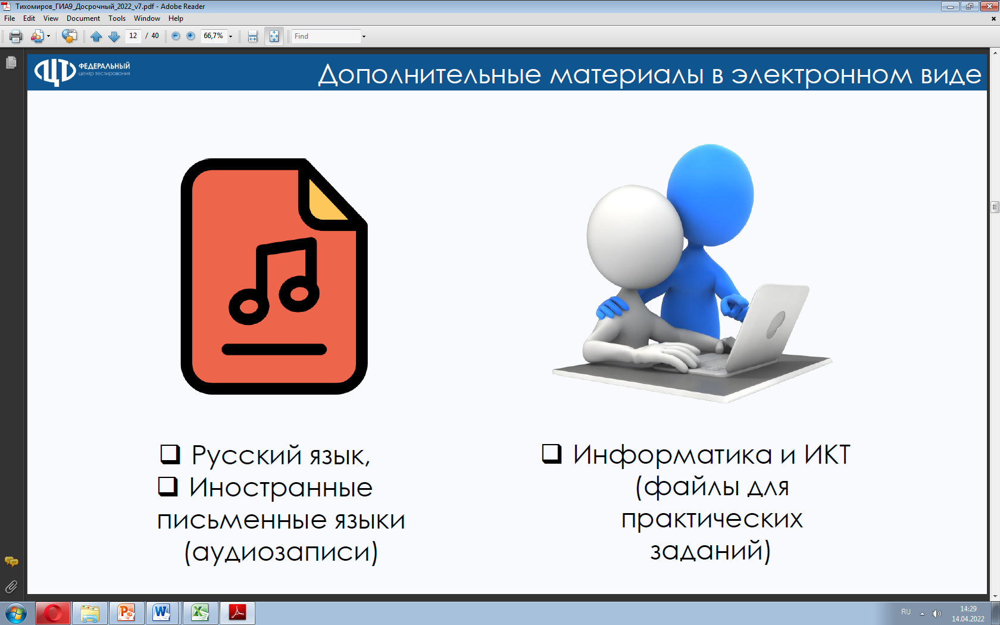 Тихомиров_ГИА9_Досрочный_2022_v7.pdf - Adobe Reader
File Edit View Document Tools Window Help
12 / 40 66,7% Find
ФЕДЕРАЛЬНЫЙ
центр тестирования
Дополнительные материалы в электронном виде
Русский язык,
Иностранные
письменные языки
(аудиозаписи)
Информатика и ИКТ
(файлы для
практических
заданий)
RU
14:29
14.04.2022